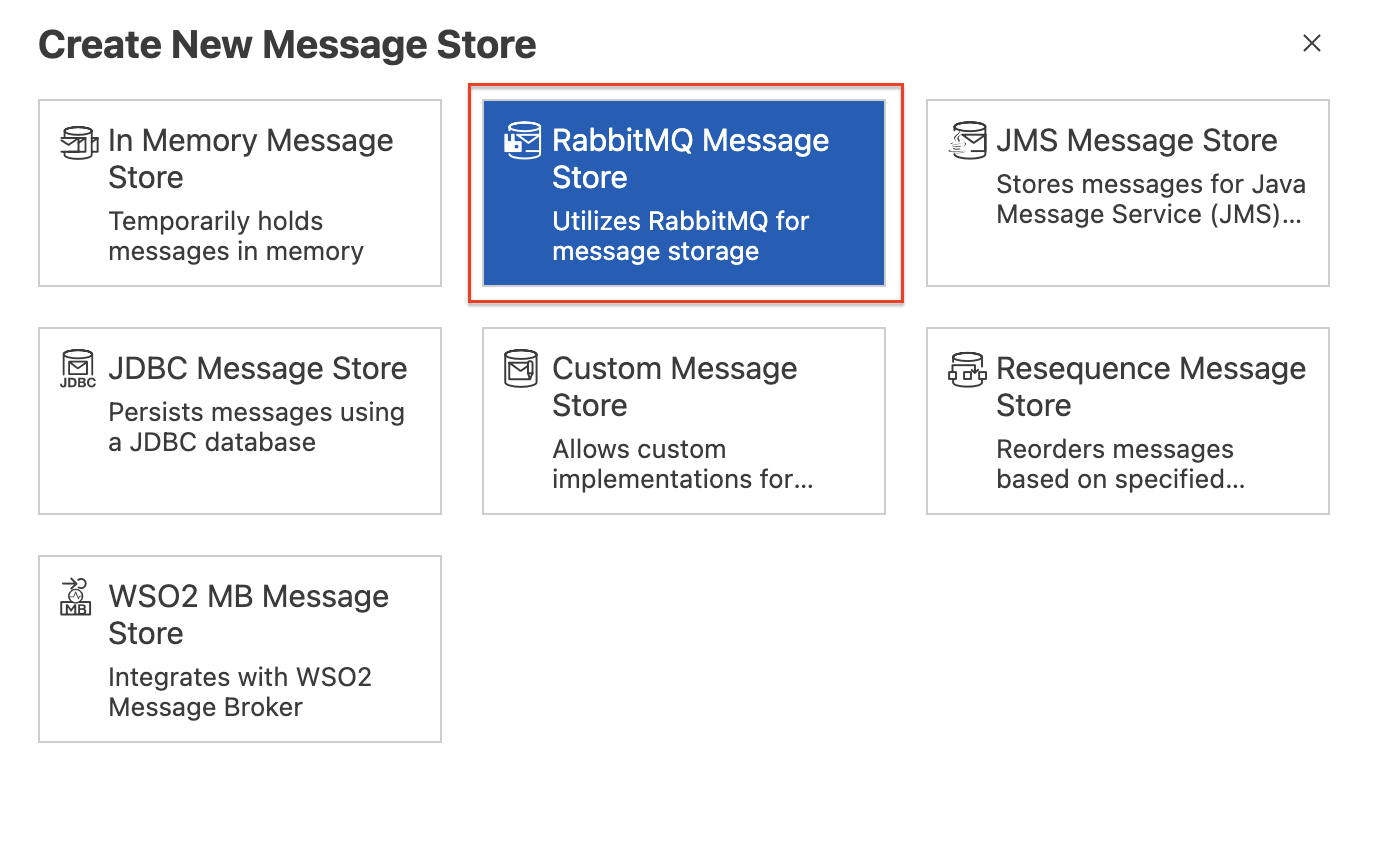 Create New Message Store
In Memory Message
Store
Temporarily holds
messages in memory
RabbitMQ Message
Store
Utilizes RabbitMQ for
message storage
JMS Message Store
Stores messages for Java
Message Service (JMS)...
JDBC
JDBC Message Store
Persists messages using
a JDBC database
Custom Message
Store
Allows custom
implementations for...
Resequence Message
Store
Reorders messages
based on specified...
MB
WSO2 MB Message
Store
Integrates with WSO2
Message Broker